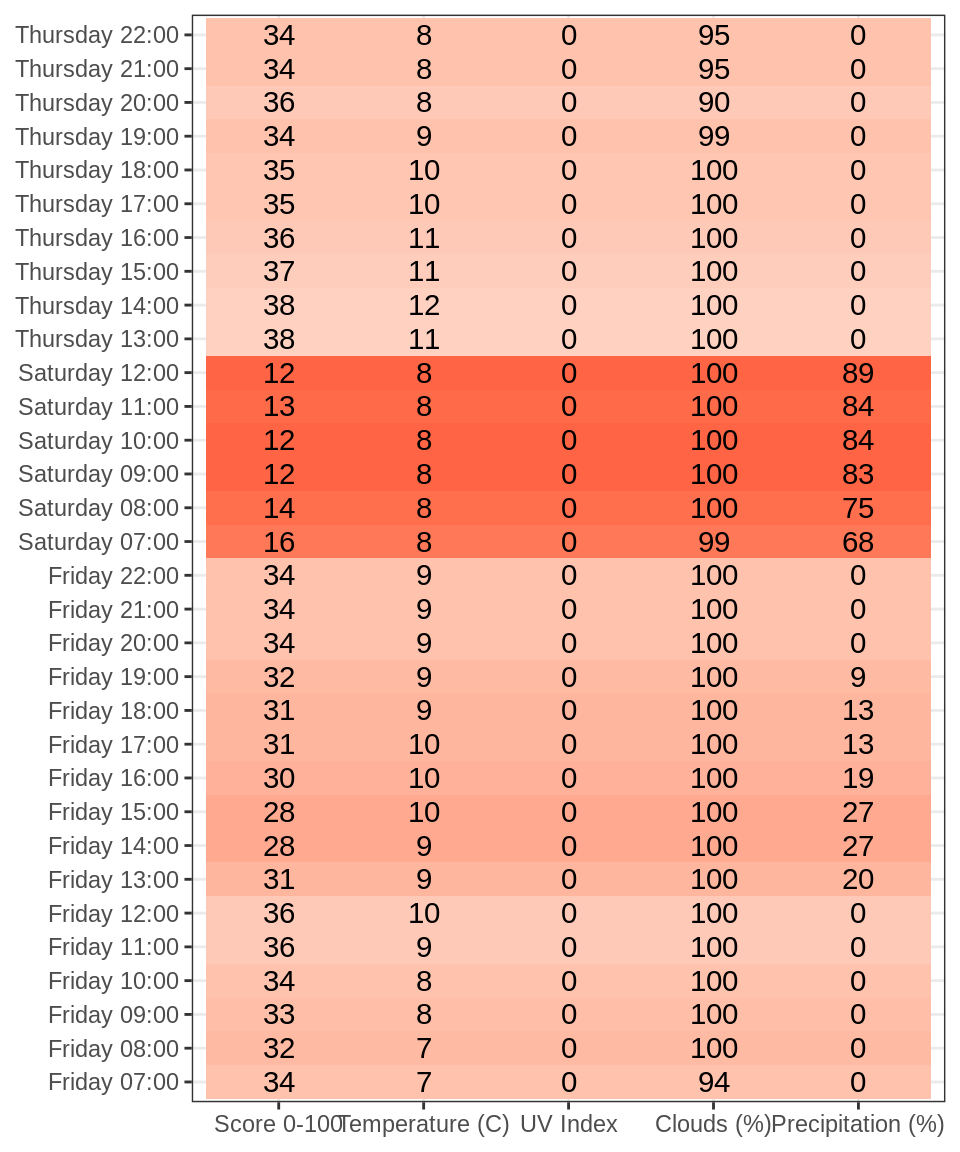 Thursday 22:00 34 8 0 95 0
Thursday 21:00 34 8 0 95 0
Thursday 20:00 36 8 0 90 0
Thursday 19:00 34 9 0 99 0
Thursday 18:00 35 10 0 100 0
Thursday 17:00 35 10 0 100 0
Thursday 16:00 36 11 0 100 0
Thursday 15:00 37 11 0 100 0
Thursday 14:00 38 12 0 100 0
Thursday 13:00 38 11 0 100 0
Saturday 12:00 12 8 0 100 89
Saturday 11:00 13 8 0 100 84
Saturday 10:00 12 8 0 100 84
Saturday 09:00 12 8 0 100 83
Saturday 08:00 14 8 0 100 75
Saturday 07:00 16 8 0 99 68
Friday 22:00 34 9 0 100 0
Friday 21:00 34 9 0 100 0
Friday 20:00 34 9 0 100 0
Friday 19:00 32 9 0 100 9
Friday 18:00 31 9 0 100 13
Friday 17:00 31 10 0 100 13
Friday 16:00 30 10 0 100 19
Friday 15:00 28 10 0 100 27
Friday 14:00 28 9 0 100 27
Friday 13:00 31 9 0 100 20
Friday 12:00 36 10 0 100 0
Friday 11:00 36 9 0 100 0
Friday 10:00 34 8 0 100 0
Friday 09:00 33 8 0 100 0
Friday 08:00 32 7 0 100 0
Friday 07:00 34 7 0 94 0
Score 0-100 Temperature (C) UV Index Clouds (%) Precipitation (%)